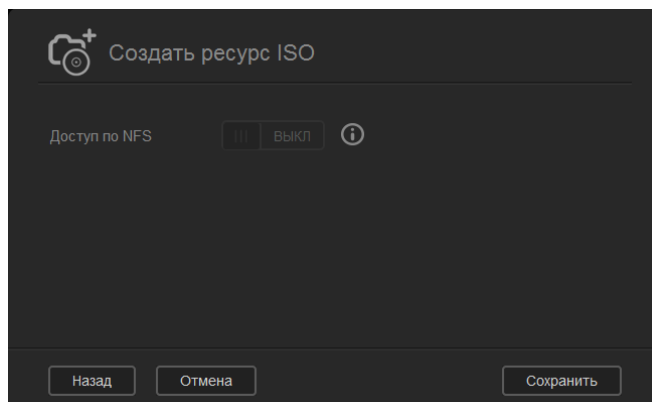 Создать ресурс ISO
Доступ по NFS ВЫКЛ
Назад Отмена Сохранить